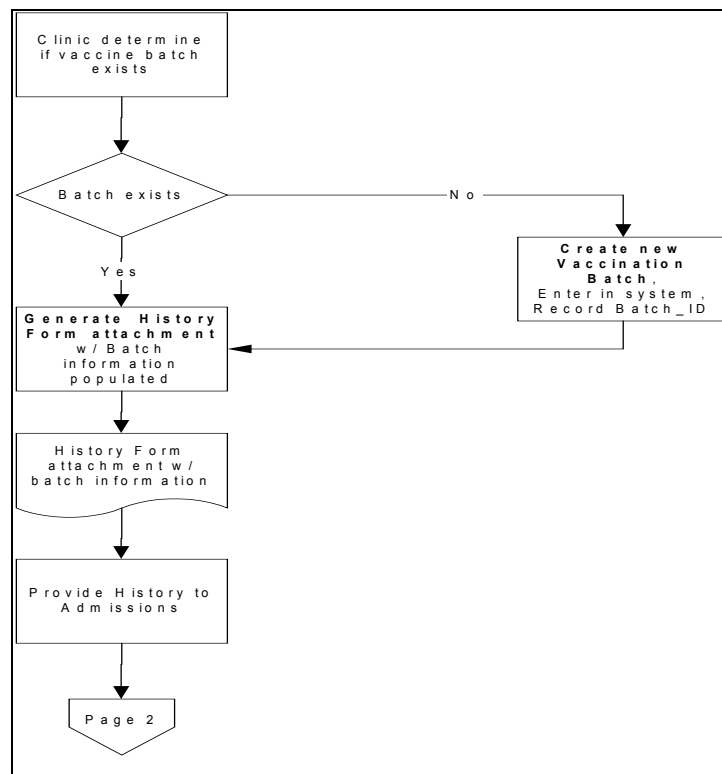 Clinic determine
if vaccine batch
exists
Batch exists
No
Yes
Create new
Vaccination
Batch,
Enter in system,
Record Batch_ID
Generate History
Form attachment
w/ Batch
information
populated
History Form
attachment w/
batch information
Provide History to
Admissions
Page 2